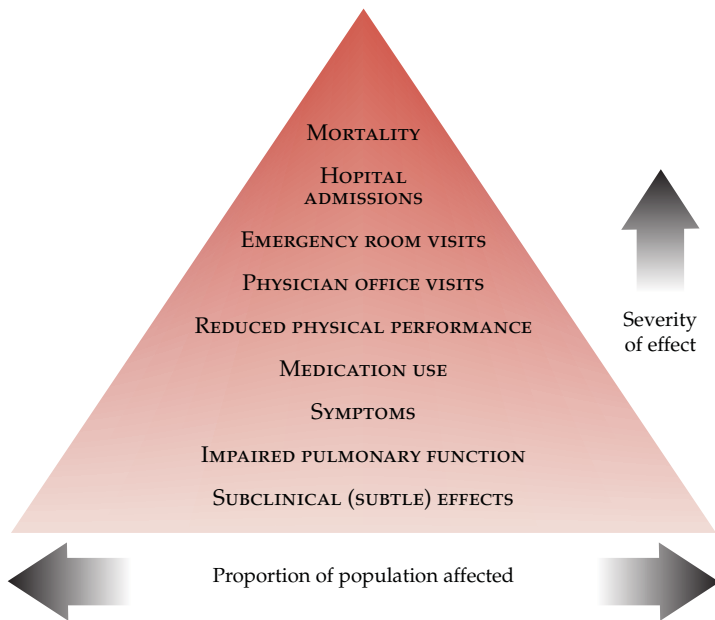 Mortality
Hopital
admissions
Emergency room visits
Physician office visits
Reduced physical performance
Medication use
Symptoms
Impaired pulmonary function
Subclinical (subtle) effects
Severity
of effect
Proportion of population affected